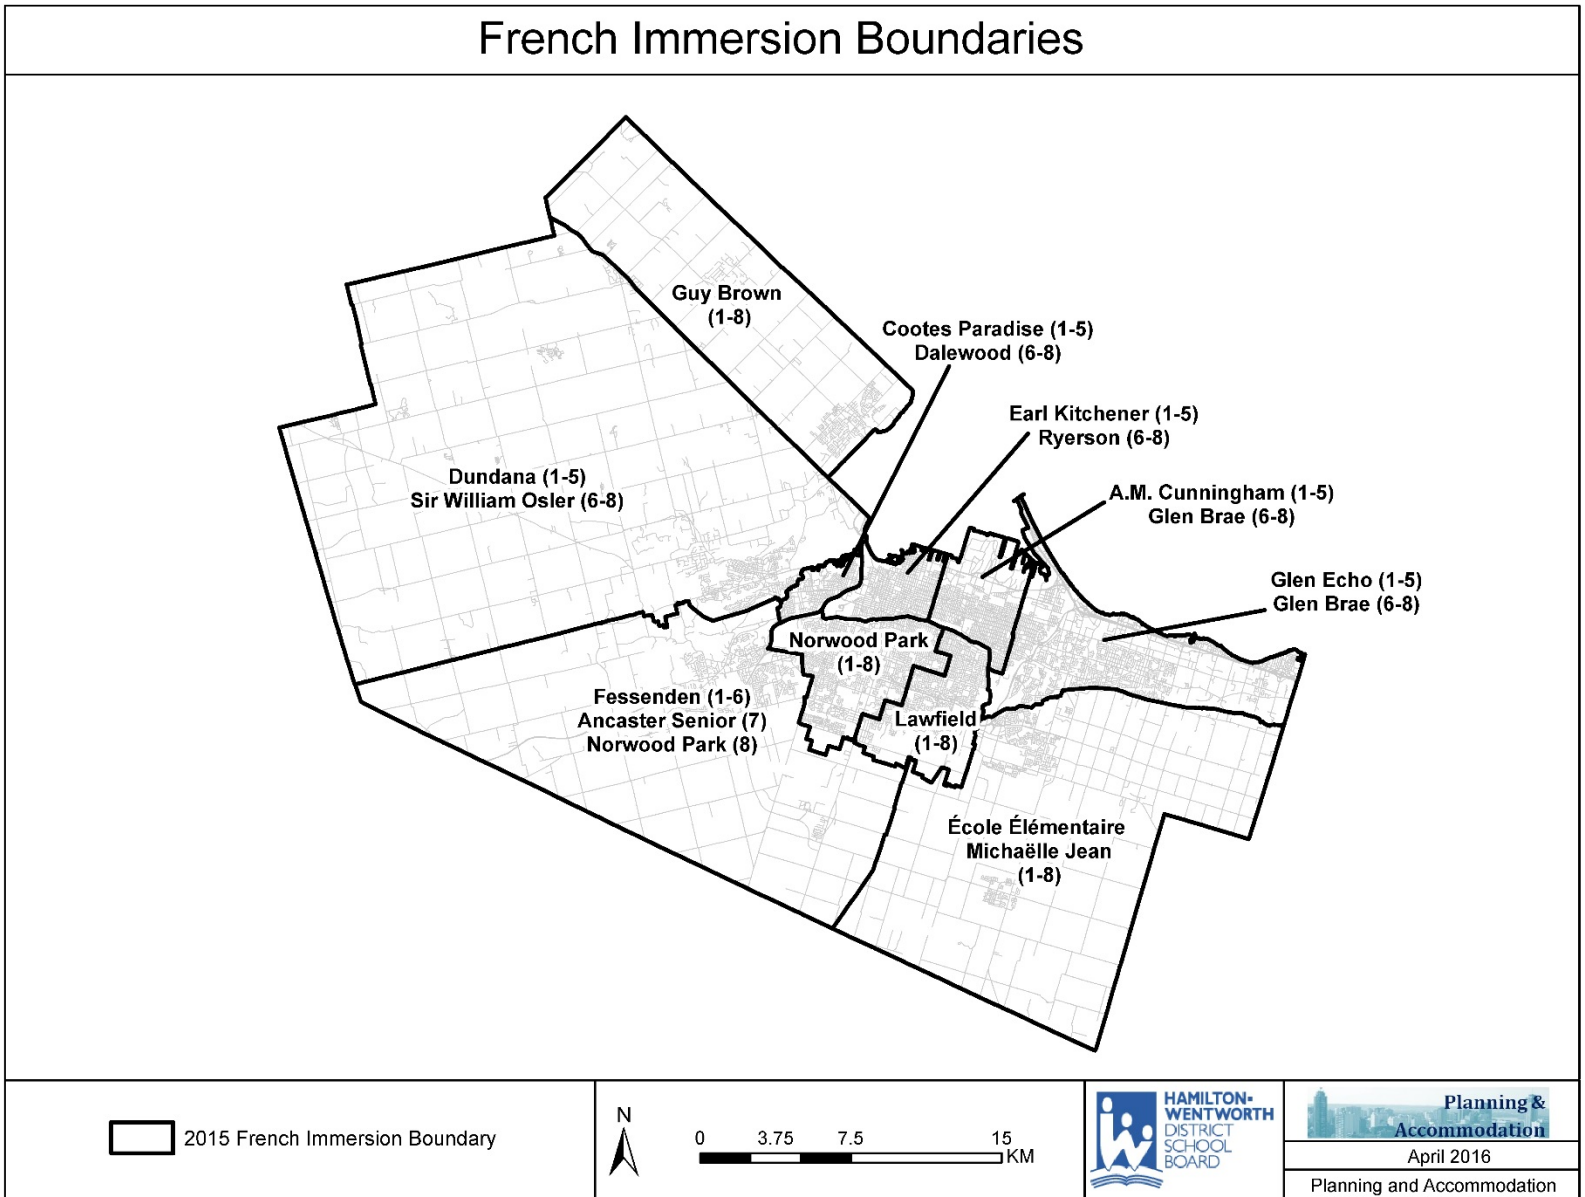 French Immersion Boundaries
Guy Brown
(1-8)
Cootes Paradise (1-5)
Dalewood (6-8)
Earl Kitchener (1-5)
Ryerson (6-8)
Dundana (1-5)
Sir William Osler (6-8)
A.M. Cunningham (1-5)
Glen Brae (6-8)
Glen Echo (1-5)
Glen Brae (6-8)
Norwood Park
(1-8)
Fessenden (1-6)
Ancaster Senior (7)
Norwood Park (8)
Lawfield
(1-8)
École Élémentaire
Michaëlle Jean
(1-8)
2015 French Immersion Boundary
N
0 3.75 7.5 15
KM
HAMILTON-
WENTWORTH
DISTRICT
SCHOOL
BOARD
Planning &
Accommodation
April 2016
Planning and Accommodation